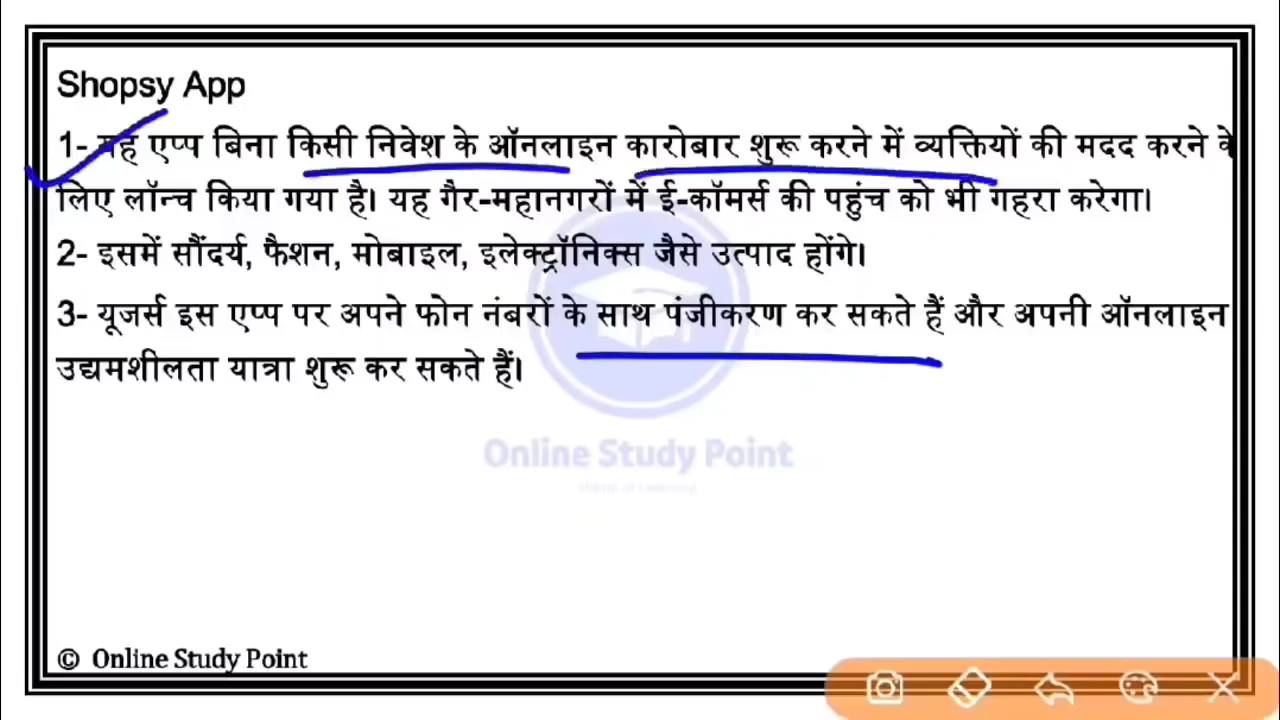 Shopsy App
1- यह एप्प बिना किसी निवेश के ऑनलाइन कारोबार शुरू करने में व्यक्तियों की मदद करने के
लिए लॉन्च किया गया है। यह गैर-महानगरों में ई-कॉमर्स की पहुंच को भी गहरा करेगा।
2- इसमें सौंदर्य, फैशन, मोबाइल, इलेक्ट्रॉनिक्स जैसे उत्पाद होंगे।
3- यूजर्स इस एप्प पर अपने फोन नंबरों के साथ पंजीकरण कर सकते हैं और अपनी ऑनलाइन
उद्यमशीलता यात्रा शुरू कर सकते हैं।
Online Study Point
© Online Study Point